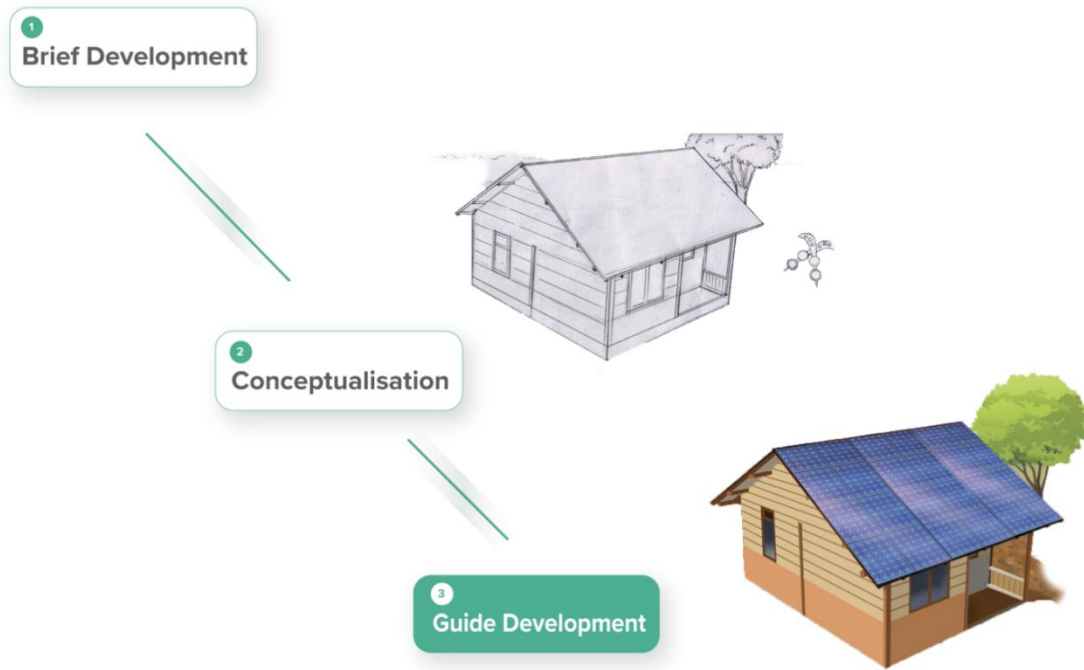 1
Brief Development
2
Conceptualisation
3
Guide Development